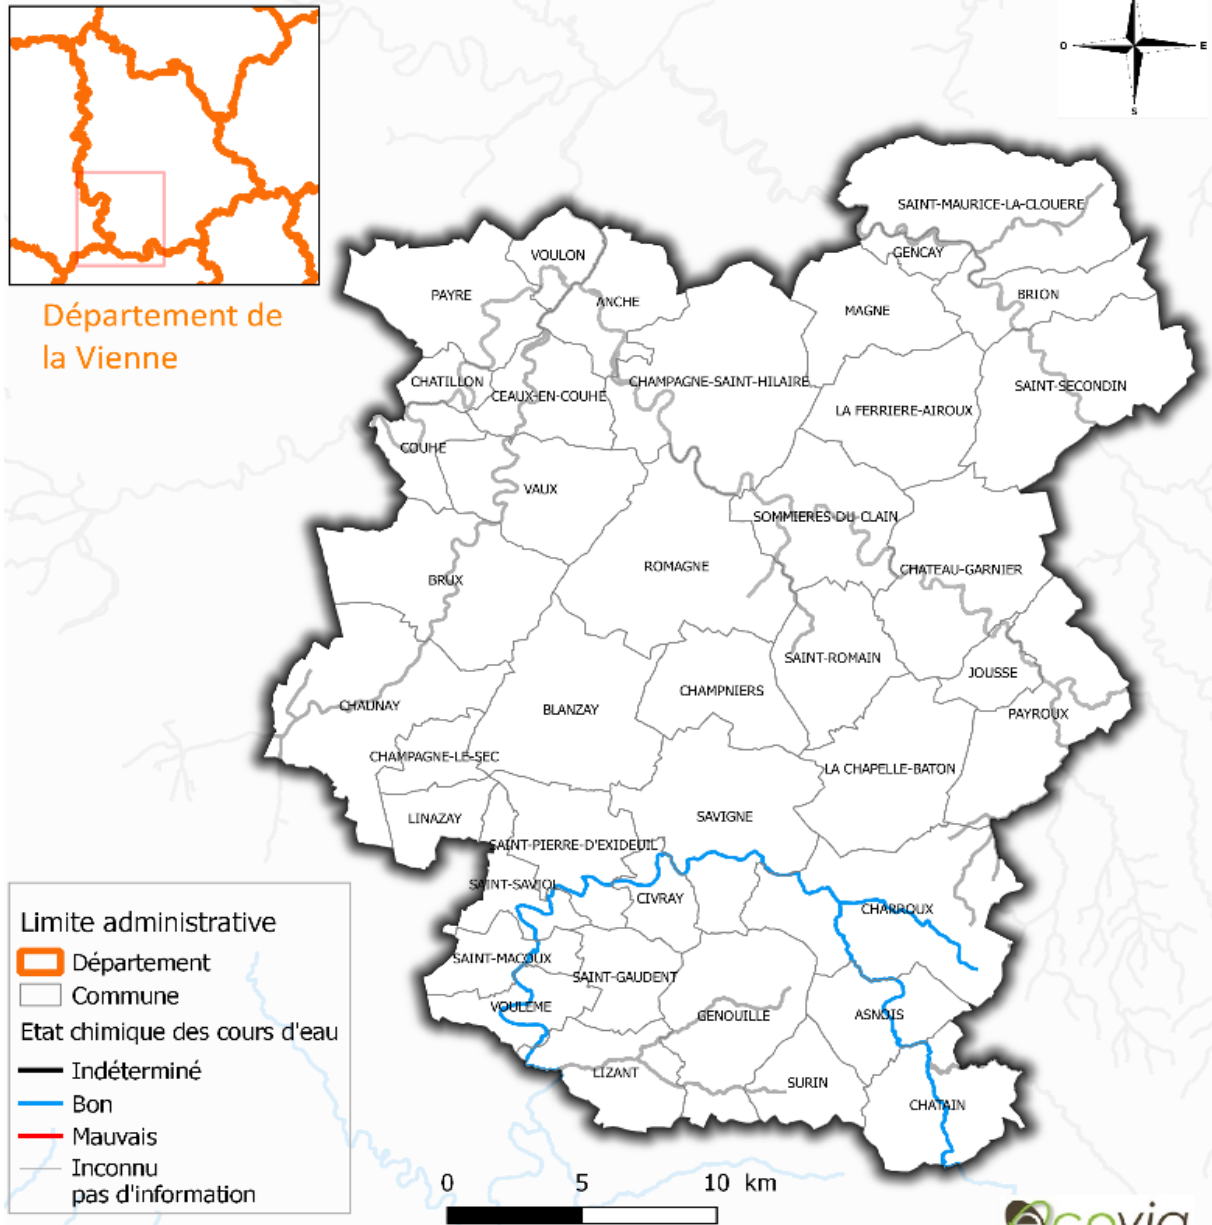 O
E
S
Département de
la Vienne
SAINT-MAURICE-LA-CLOUERE
GENCAY
VOULON
PAYRE
ANCHE
BRION
MAGNE
CHATILLON
CHAMPAGNE-SAINT-HILAIRE
SAINT-SECONDIN
CEAUX-EN-COUHE
LA FERRIERE-AIROUX
COUHE
VAUX
SOMMIERES DU CLAIN
ROMAGNE
CHATEAU-GARNIER
BRUX
SAINT-ROMAIN
JOUSSE
CHAMPNIERS
CHAUNAY
BLANZAY
PAYROUX
CHAMPAGNE-LE-SEC
LA CHAPELLE-BATON
LINAZAY
SAVIGNE
SAINT-PIERRE-D'EXIDEUIL
SAINT-SAVIOL
CIVRAY
CHARROUX
SAINT-MACOUX
SAINT-GAUDENT
VOULEME
GENOUILLE
ASNOIS
LIZANT
SURIN
CHATAIN
Limite administrative
Département
Commune
Etat chimique des cours d'eau
Indéterminé
Bon
Mauvais
Inconnu
pas d'information
0 5 10 km